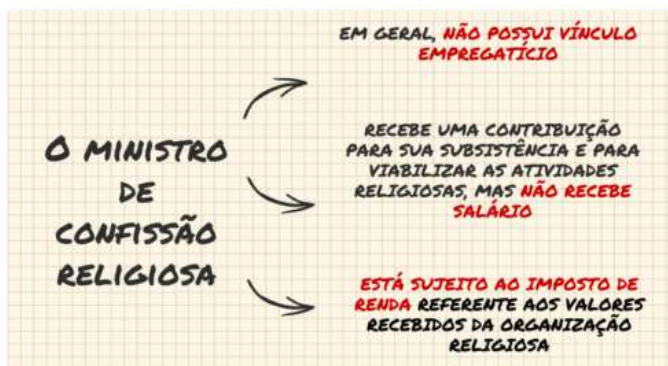 O MINISTRO
DE
CONFISSÃO
RELIGIOSA
EM GERAL, NÃO POSSUI VÍNCULO
EMPREGATÍCIO
RECEBE UMA CONTRIBUIÇÃO
PARA SUA SUBSISTÊNCIA E PARA
VIABILIZAR AS ATIVIDADES
RELIGIOSAS, MAS NÃO RECEBE
SALÁRIO
ESTÁ SUJEITO AO IMPOSTO DE
RENDA REFERENTE AOS VALORES
RECEBIDOS DA ORGANIZAÇÃO
RELIGIOSA